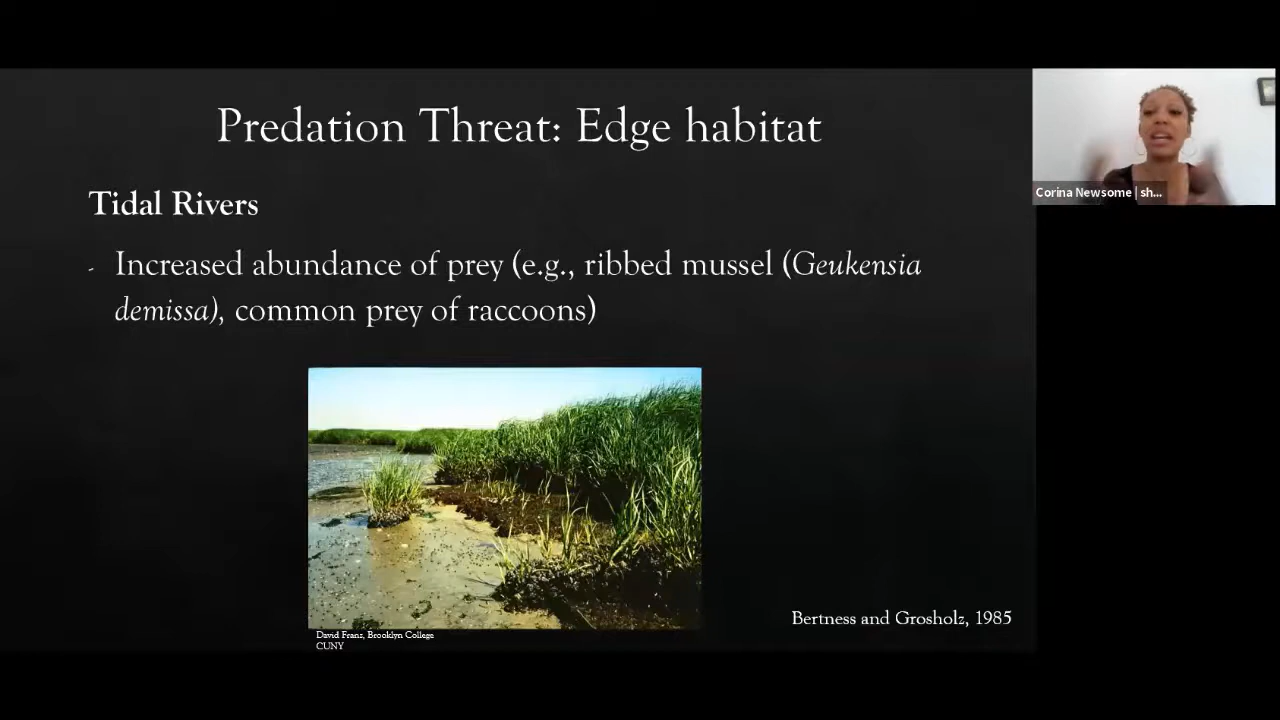 Predation Threat: Edge habitat
Corina Newsome | sh...
Tidal Rivers
- Increased abundance of prey (e.g., ribbed mussel (Geukensia
demissa), common prey of raccoons)
Bertness and Grosholz, 1985
David Franz, Brooklyn College
CUNY